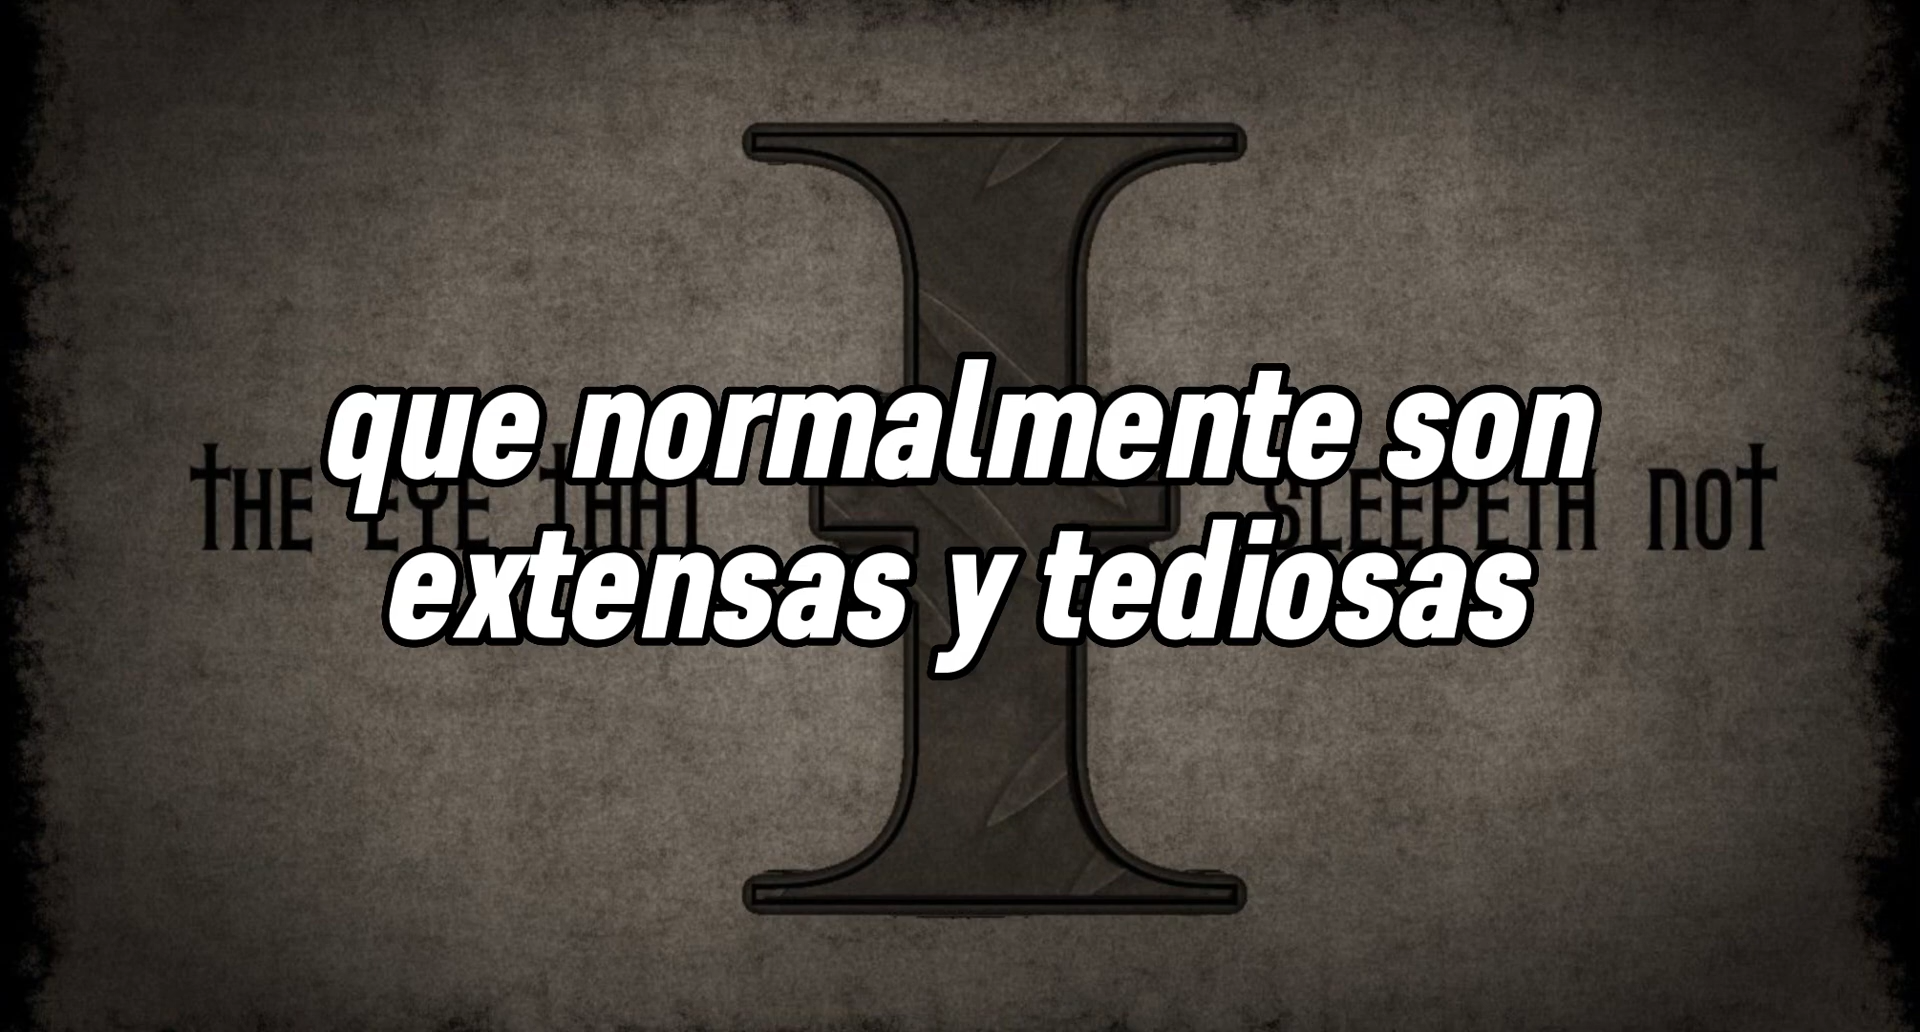 que normalmente son
extensas y tediosas
THE EYE THAT SLEEPETH NOT